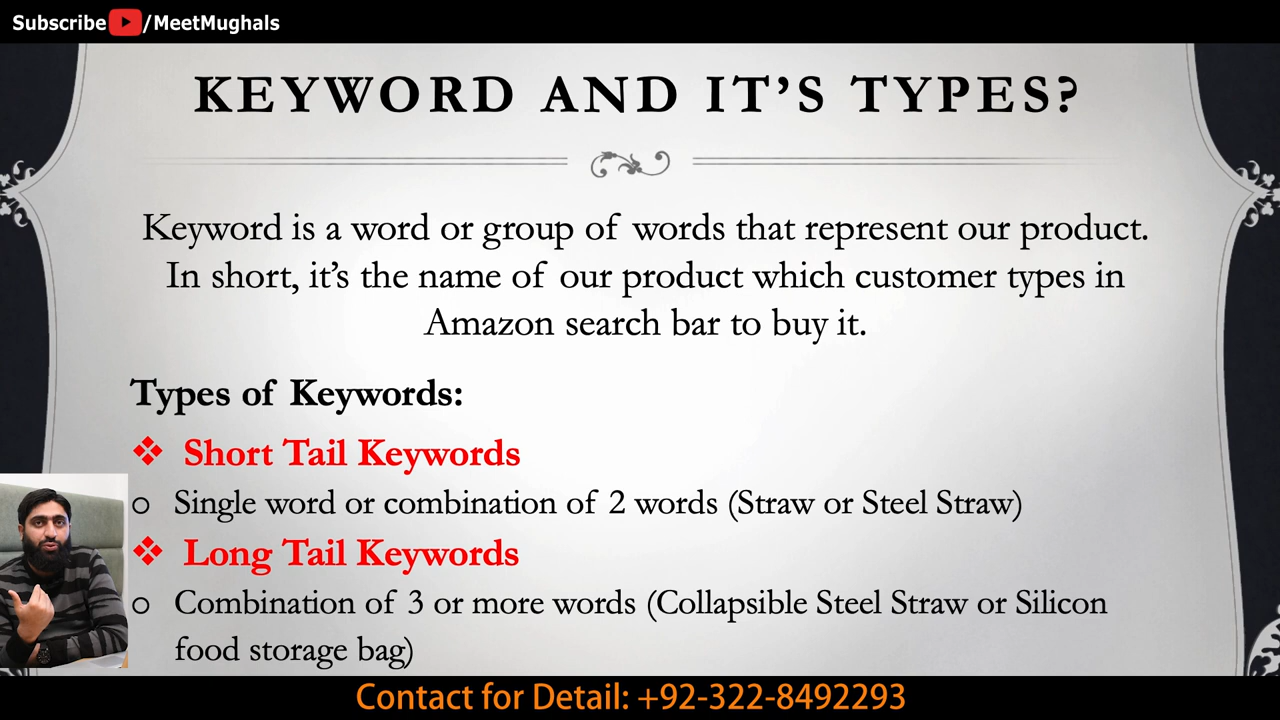 Subscribe /MeetMughals
KEYWORD AND IT'S TYPES?
Keyword is a word or group of words that represent our product.
In short, it's the name of our product which customer types in
Amazon search bar to buy it.
Types of Keywords:
❖ Short Tail Keywords
o Single word or combination of 2 words (Straw or Steel Straw)
❖ Long Tail Keywords
o Combination of 3 or more words (Collapsible Steel Straw or Silicon
food storage bag)
Contact for Detail: +92-322-8492293